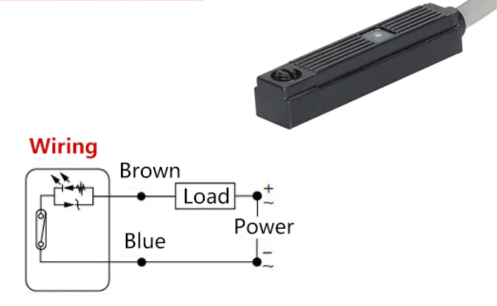 Wiring
Brown
Load
+
~
Power
Blue
−
~